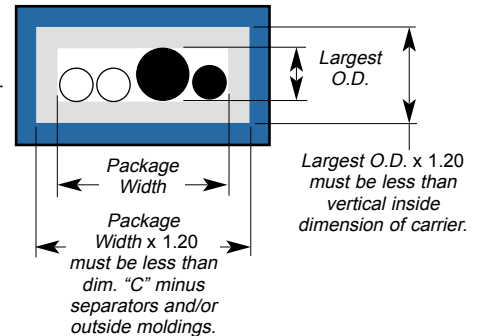 Largest
O.D.
Package
Width
Largest O.D. x 1.20
must be less than
vertical inside
dimension of carrier.
Package
Width x 1.20
must be less than
dim. “C” minus
separators and/or
outside moldings.